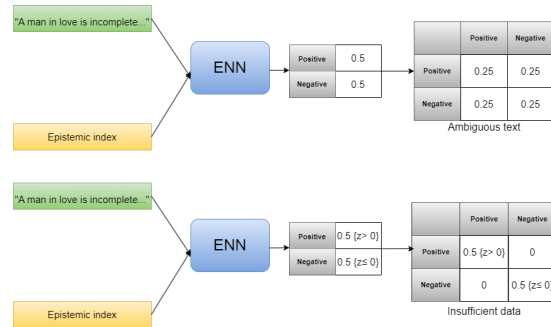 "A man in love is incomplete..."
Epistemic index
ENN
Positive 0.5
Negative 0.5
Positive Negative
Positive 0.25 0.25
Negative 0.25 0.25
Ambiguous text
"A man in love is incomplete..."
Epistemic index
ENN
Positive 0.5 {z> 0}
Negative 0.5 {z≤ 0}
Positive Negative
Positive 0.5 {z> 0} 0
Negative 0 0.5 {z≤ 0}
Insufficient data